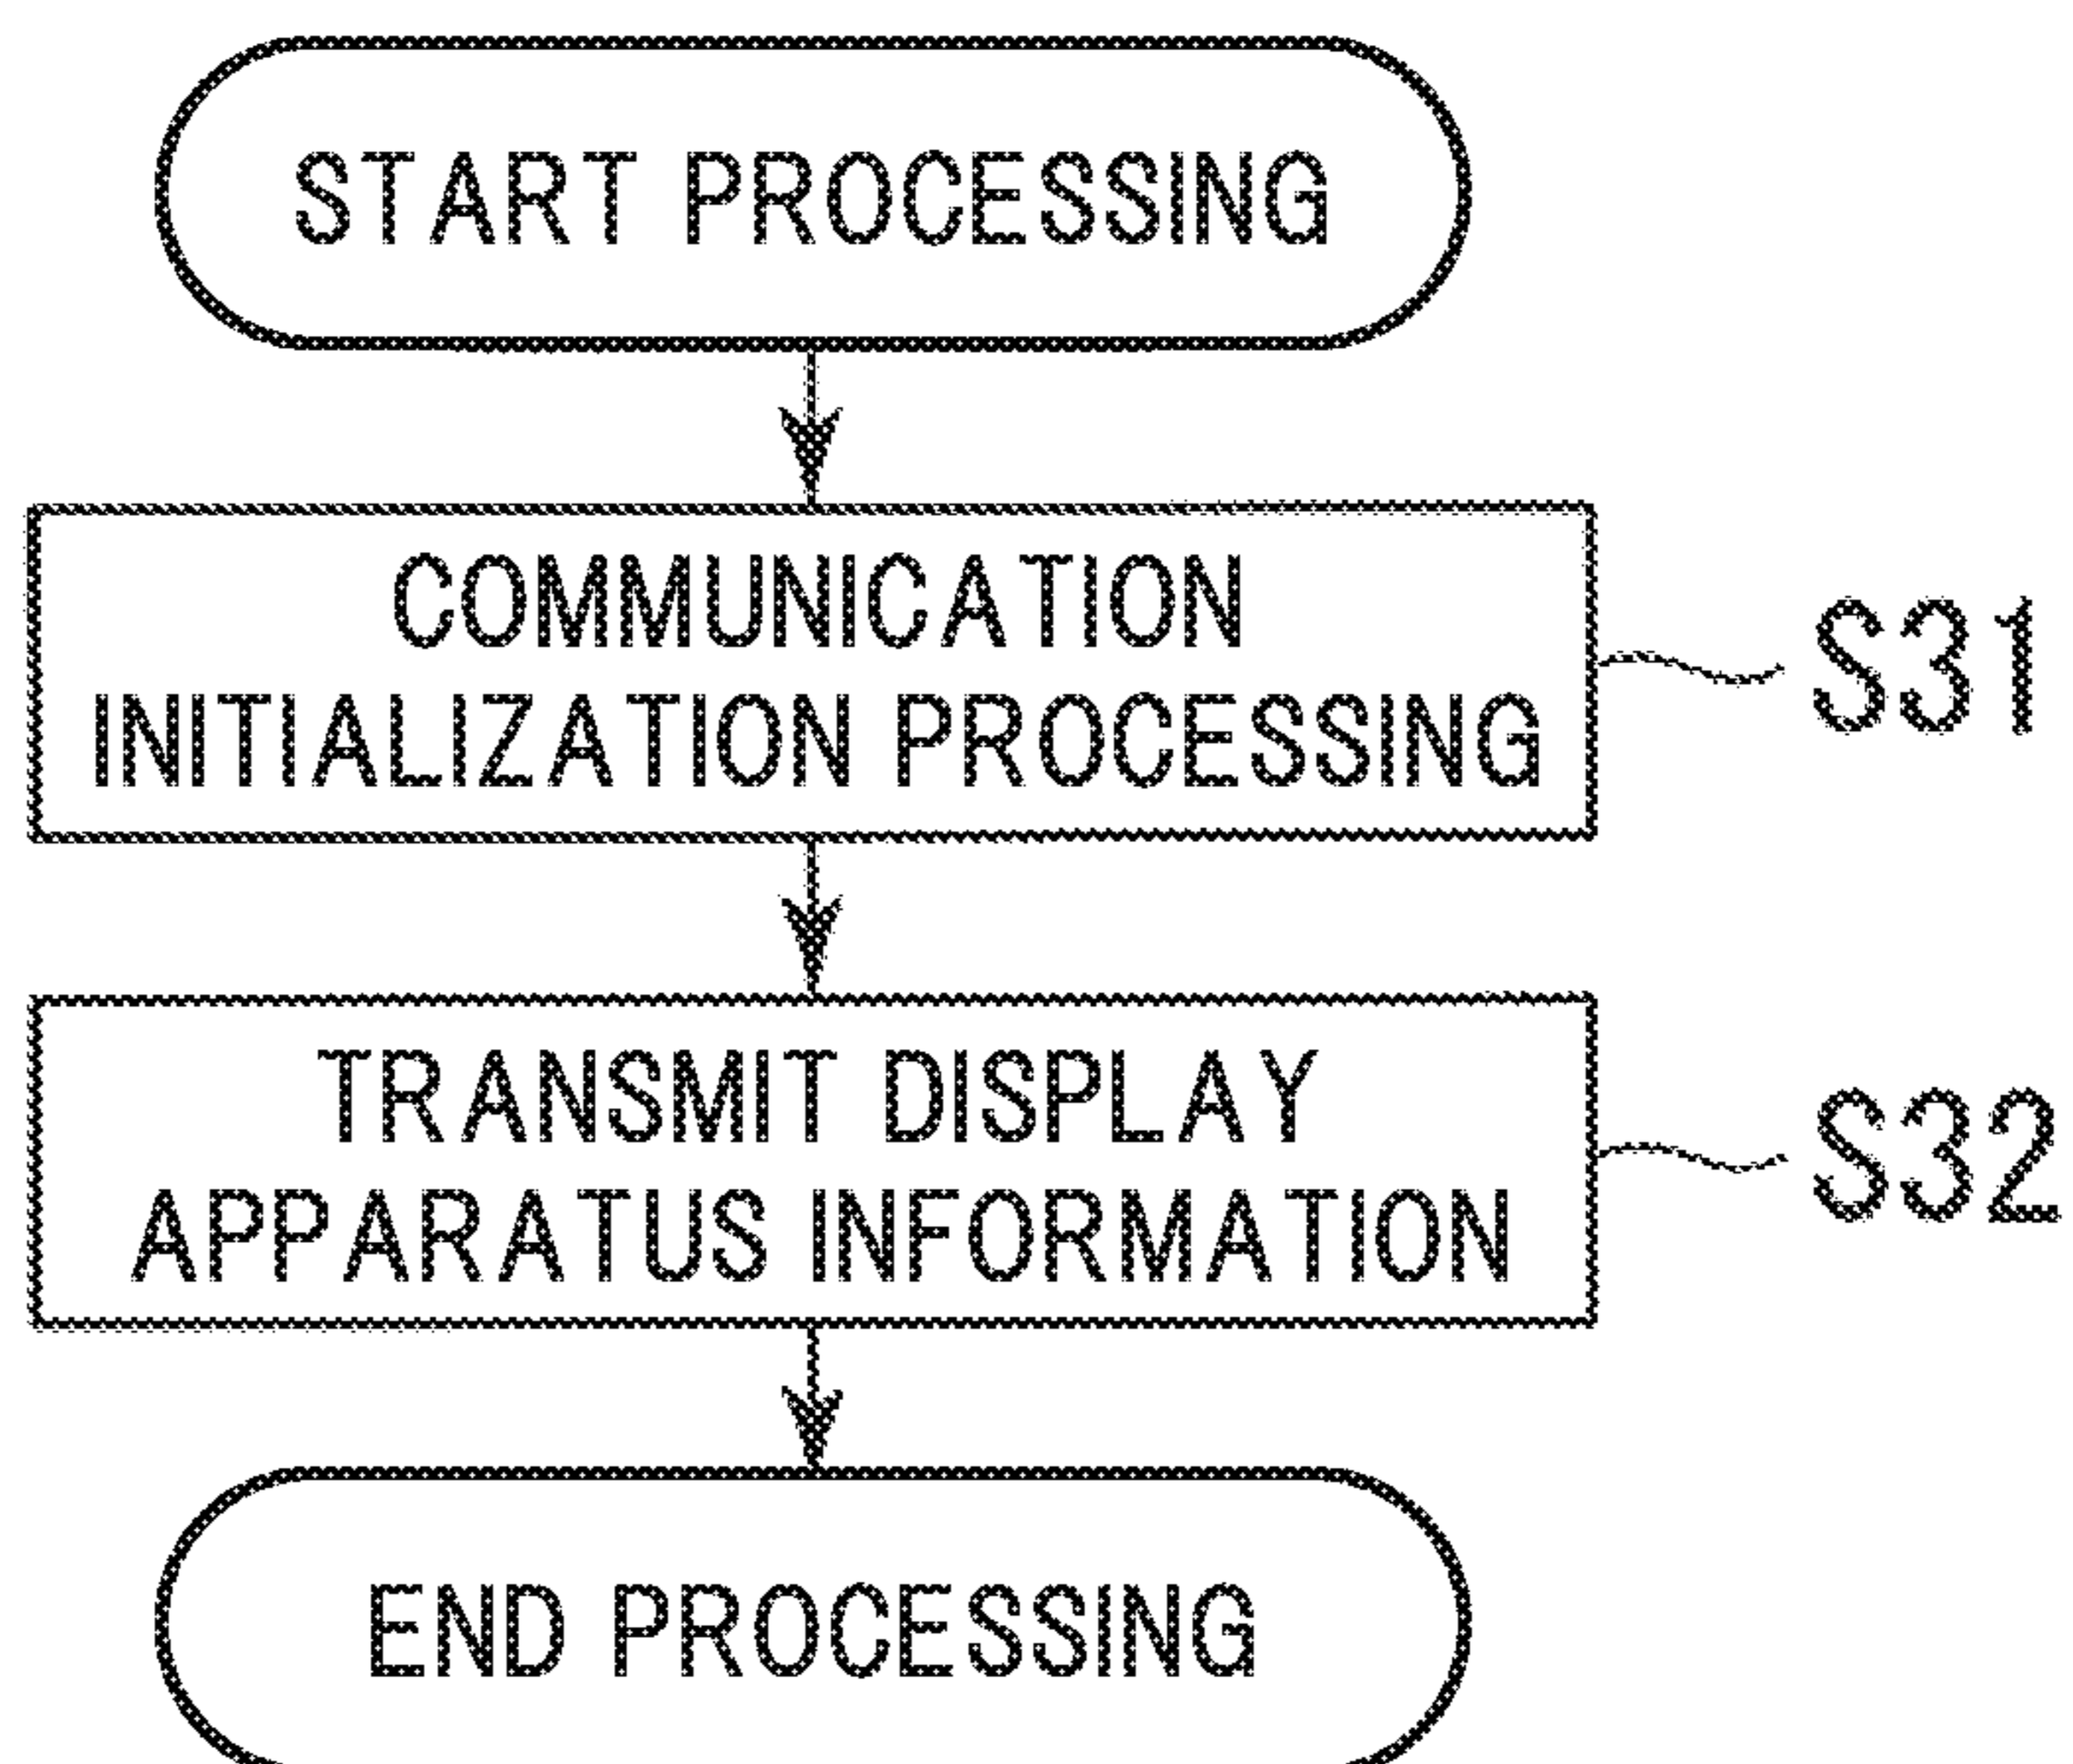 START PROCESSING
COMMUNICATION
INITIALIZATION PROCESSING
S31
TRANSMIT DISPLAY
APPARATUS INFORMATION
S32
END PROCESSING